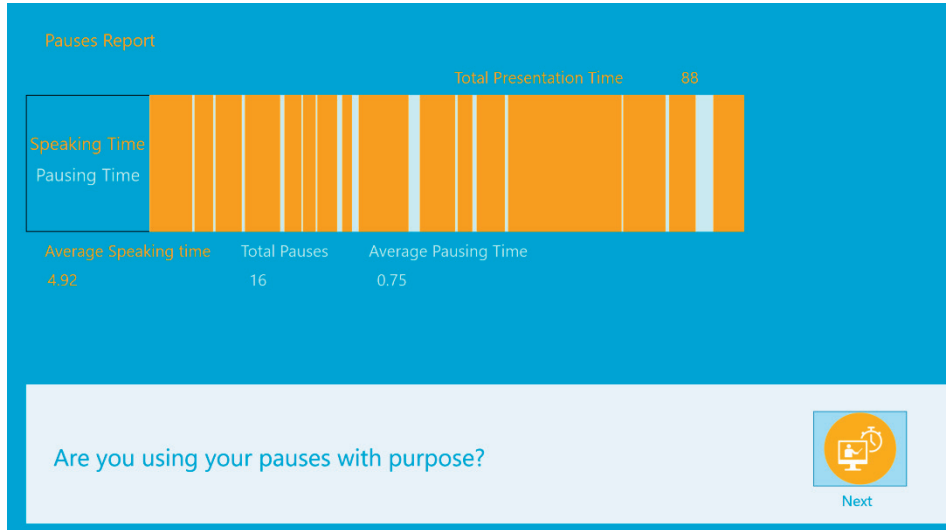 Pauses Report
Total Presentation Time 88
Speaking Time
Pausing Time
Average Speaking time Total Pauses Average Pausing Time
4.92 16 0.75
Are you using your pauses with purpose?
Next